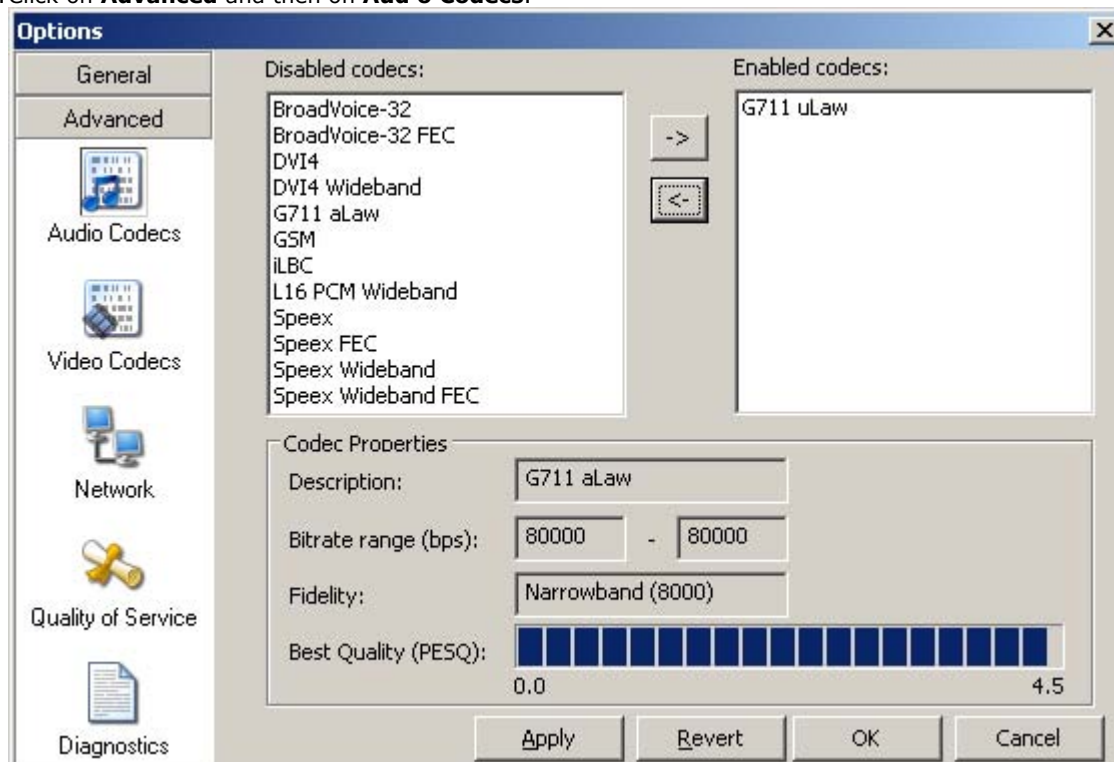 Click on Advanced and then on Audio Codecs.
Options
General
Advanced
Audio Codecs
Video Codecs
Network
Quality of Service
Diagnostics
Disabled codecs:
BroadVoice-32
BroadVoice-32 FEC
DVI4
DVI4 Wideband
G711 aLaw
GSM
iLBC
L16 PCM Wideband
Speex
Speex FEC
Speex Wideband
Speex Wideband FEC
->
<-
Enabled codecs:
G711 uLaw
Codec Properties
Description: G711 aLaw
Bitrate range (bps): 80000 - 80000
Fidelity: Narrowband (8000)
Best Quality (PESQ):
0.0 4.5
Apply Revert OK Cancel